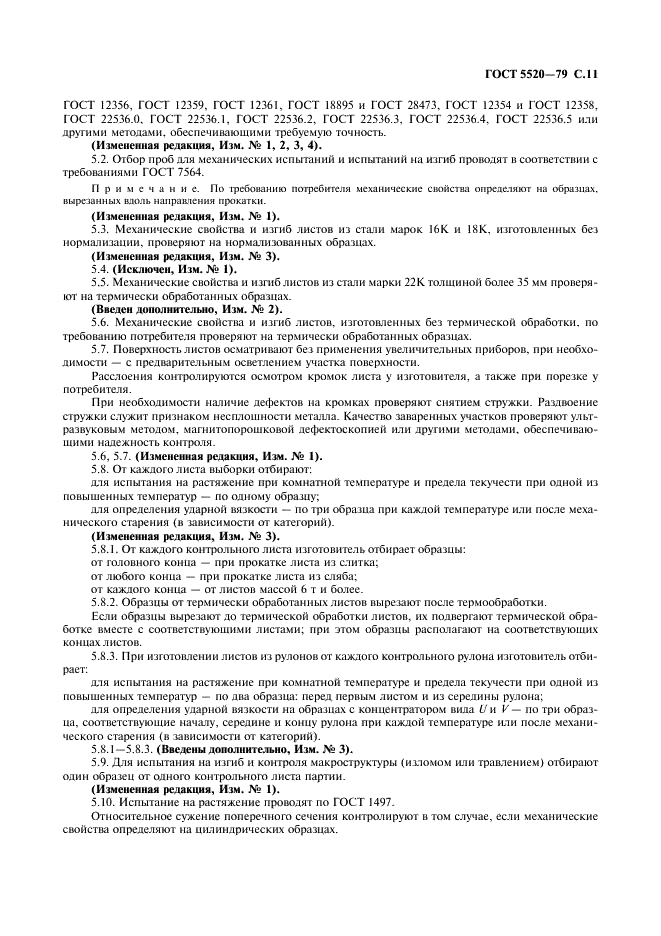 ГОСТ 5520—79 С.11
ГОСТ 12356, ГОСТ 12359, ГОСТ 12361, ГОСТ 18895 и ГОСТ 28473, ГОСТ 12354 и ГОСТ 12358,
ГОСТ 22536.0, ГОСТ 22536.1, ГОСТ 22536.2, ГОСТ 22536.3, ГОСТ 22536.4, ГОСТ 22536.5 или
другими методами, обеспечивающими требуемую точность.
(Измененная редакция, Изм. № 1, 2, 3, 4).
5.2. Отбор проб для механических испытаний и испытаний на изгиб проводят в соответствии с
требованиями ГОСТ 7564.
П р и м е ч а н и е. По требованию потребителя механические свойства определяют на образцах,
вырезанных вдоль направления прокатки.
(Измененная редакция, Изм. № 1).
5.3. Механические свойства и изгиб листов из стали марок 16К и 18К, изготовленных без
нормализации, проверяют на нормализованных образцах.
(Измененная редакция, Изм. № 3).
5.4. (Исключен, Изм. № 1).
5.5. Механические свойства и изгиб листов из стали марки 22К толщиной более 35 мм проверя-
ют на термически обработанных образцах.
(Введен дополнительно, Изм. № 2).
5.6. Механические свойства и изгиб листов, изготовленных без термической обработки, по
требованию потребителя проверяют на термически обработанных образцах.
5.7. Поверхность листов осматривают без применения увеличительных приборов, при необхо-
димости — с предварительным осветлением участка поверхности.
Расслоения контролируются осмотром кромок листа у изготовителя, а также при порезке у
потребителя.
При необходимости наличие дефектов на кромках проверяют снятием стружки. Раздвоение
стружки служит признаком несплошности металла. Качество заваренных участков проверяют ульт-
развуковым методом, магнитопорошковой дефектоскопией или другими методами, обеспечиваю-
щими надежность контроля.
5.6, 5.7. (Измененная редакция, Изм. № 1).
5.8. От каждого листа выборки отбирают:
для испытания на растяжение при комнатной температуре и предела текучести при одной из
повышенных температур — по одному образцу;
для определения ударной вязкости — по три образца при каждой температуре или после меха-
нического старения (в зависимости от категорий).
(Измененная редакция, Изм. № 3).
5.8.1. От каждого контрольного листа изготовитель отбирает образцы:
от головного конца — при прокатке листа из слитка;
от любого конца — при прокатке листа из сляба;
от каждого конца — от листов массой 6 т и более.
5.8.2. Образцы от термически обработанных листов вырезают после термообработки.
Если образцы вырезают до термической обработки листов, их подвергают термической обра-
ботке вместе с соответствующими листами; при этом образцы располагают на соответствующих
концах листов.
5.8.3. При изготовлении листов из рулонов от каждого контрольного рулона изготовитель отби-
рает:
для испытания на растяжение при комнатной температуре и предела текучести при одной из
повышенных температур — по два образца: перед первым листом и из середины рулона;
для определения ударной вязкости на образцах с концентратором вида U и V — по три образ-
ца, соответствующие началу, середине и концу рулона при каждой температуре или после механи-
ческого старения (в зависимости от категорий).
5.8.1—5.8.3. (Введены дополнительно, Изм. № 3).
5.9. Для испытания на изгиб и контроля макроструктуры (изломом или травлением) отбирают
один образец от одного контрольного листа партии.
(Измененная редакция, Изм. № 1).
5.10. Испытание на растяжение проводят по ГОСТ 1497.
Относительное сужение поперечного сечения контролируют в том случае, если механические
свойства определяют на цилиндрических образцах.